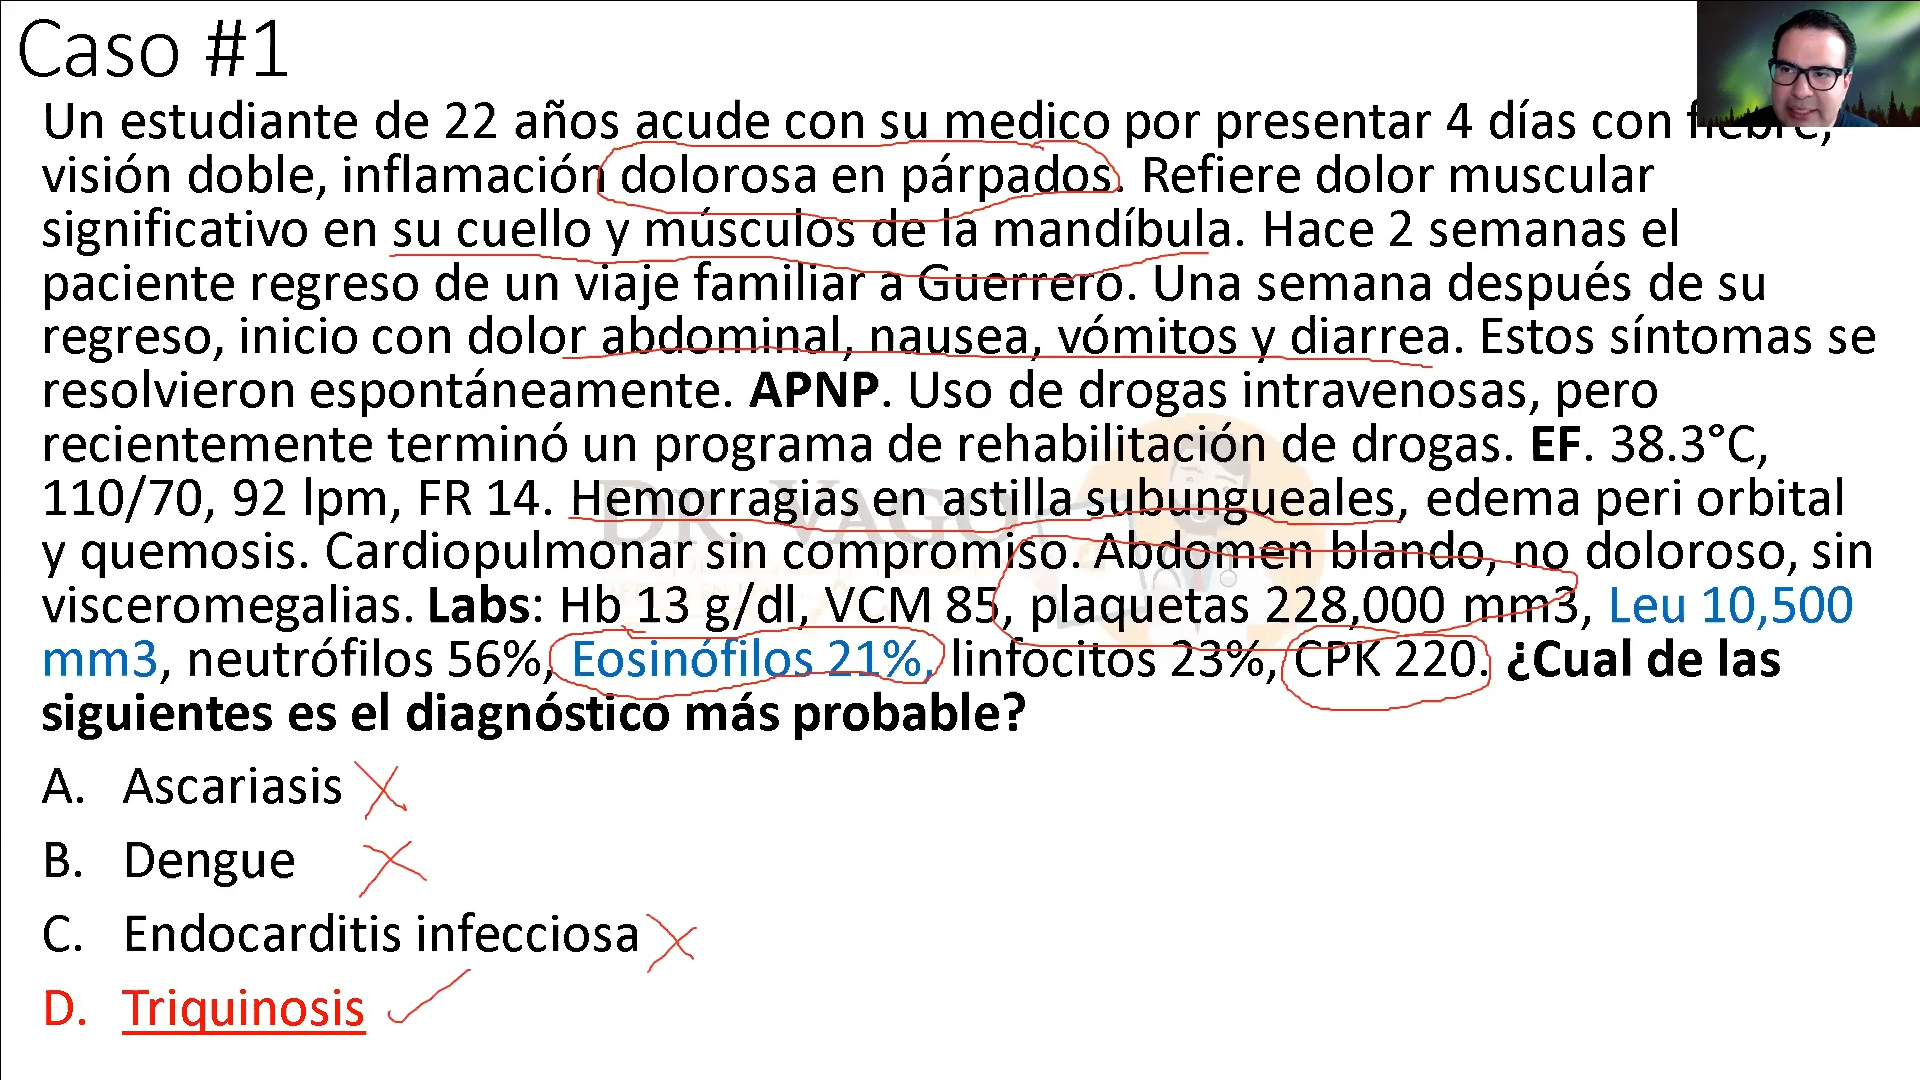 Caso #1
Un estudiante de 22 años acude con su medico por presentar 4 días con fiebre,
visión doble, inflamación dolorosa en párpados. Refiere dolor muscular
significativo en su cuello y músculos de la mandíbula. Hace 2 semanas el
paciente regreso de un viaje familiar a Guerrero. Una semana después de su
regreso, inicio con dolor abdominal, nausea, vómitos y diarrea. Estos síntomas se
resolvieron espontáneamente. APNP. Uso de drogas intravenosas, pero
recientemente terminó un programa de rehabilitación de drogas. EF. 38.3°C,
110/70, 92 lpm, FR 14. Hemorragias en astilla subungueales, edema peri orbital
y quemosis. Cardiopulmonar sin compromiso. Abdomen blando, no doloroso, sin
visceromegalias. Labs: Hb 13 g/dl, VCM 85, plaquetas 228,000 mm3, Leu 10,500
mm3, neutrófilos 56%, Eosinófilos 21%, linfocitos 23%, CPK 220. ¿Cual de las
siguientes es el diagnóstico más probable?
A. Ascariasis
B. Dengue
C. Endocarditis infecciosa
D. Triquinosis
DR. VAGO